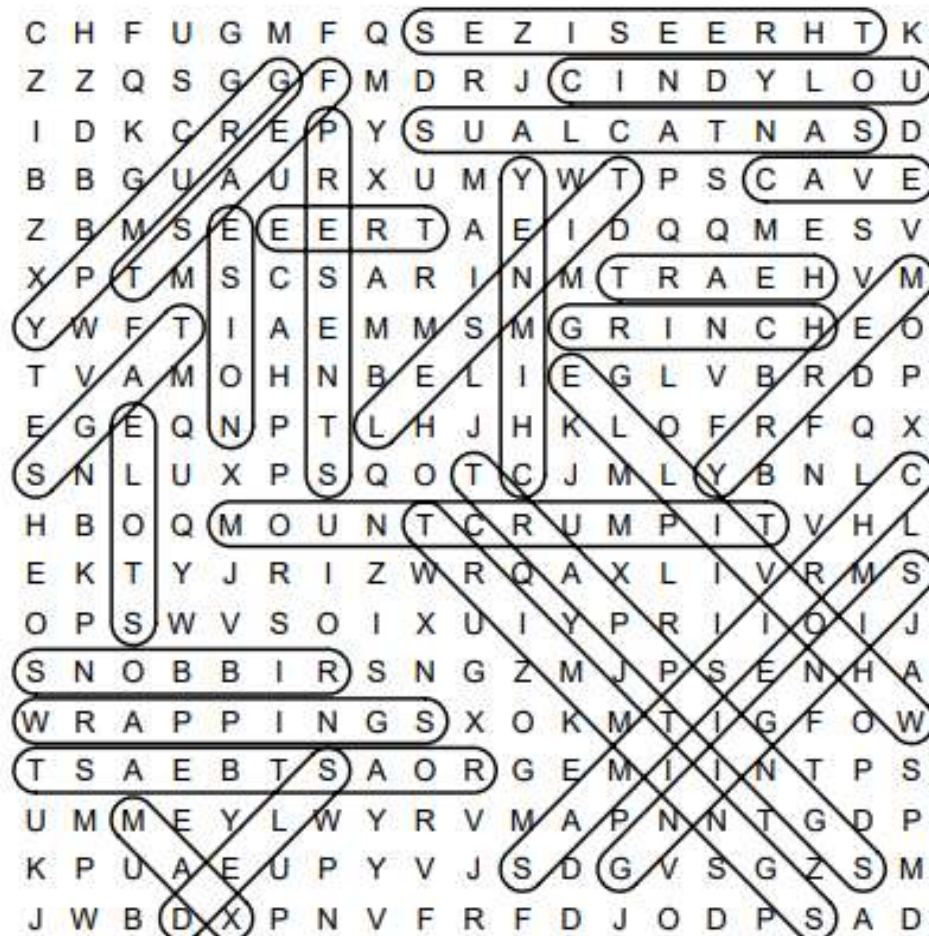 C H F U G M F Q S E Z I S E E R H T K
Z Z Q S G G F M D R J C I N D Y L O U
I D K C R E P Y S U A L C A T N A S D
B B G U A U R X U M Y W T P S C A V E
Z B M S E E E R T A E I D Q Q M E S V
X P T M S C S A R I N M T R A E H V M
Y W F T I A E M M S M G R I N C H E O
T V A M O H N B E L I E G L V B R D P
E G E Q N P T L H J H K L O F R F Q X
S N L U X P S Q O T C J M L Y B N L C
H B O Q M O U N T C R U M P I T V H L
E K T Y J R I Z W R Q A X L I V R M S
O P S W V S O I X U I Y P R I I O I J
S N O B B I R S N G Z M J P S E N H A
W R A P P I N G S X O K M T I G F O W
T S A E B T S A O R G E M I I N T P S
U M M E Y L W Y R V M A P N N T G D P
K P U A E U P Y V J S D G V S G Z S M
J W B D X P N V F R F D J O D P S A D